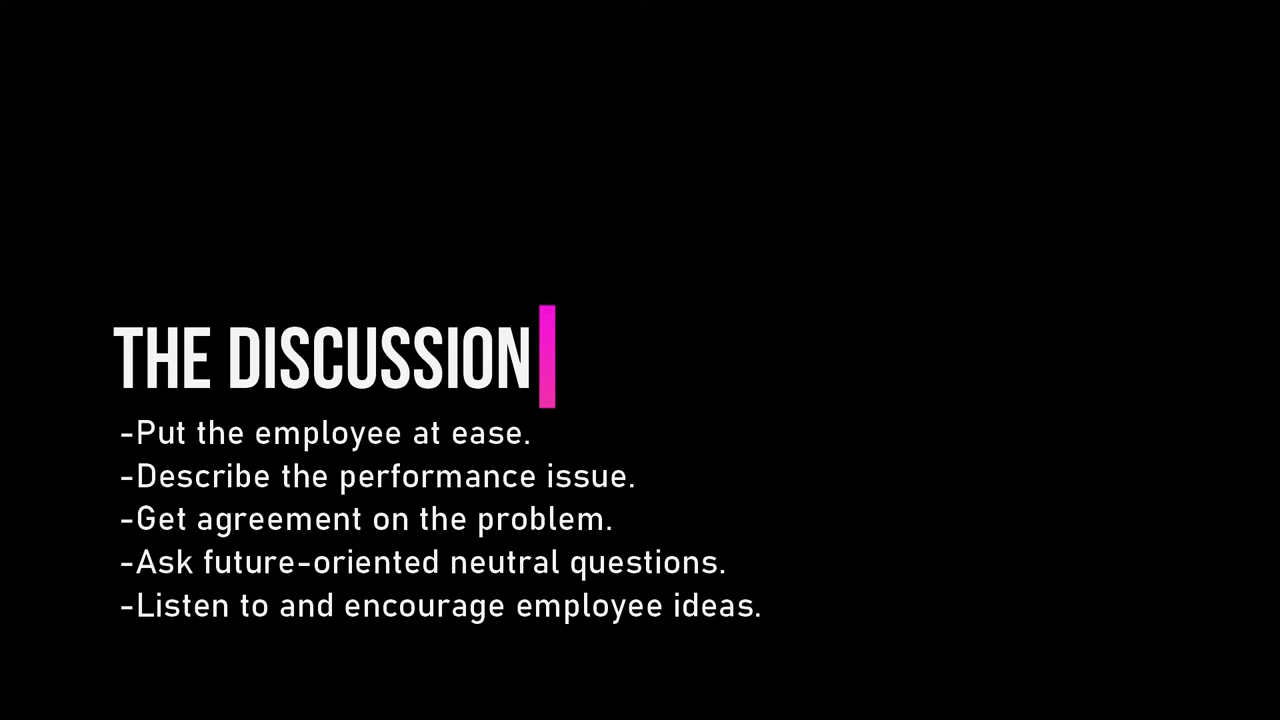 THE DISCUSSION
-Put the employee at ease.
-Describe the performance issue.
-Get agreement on the problem.
-Ask future-oriented neutral questions.
-Listen to and encourage employee ideas.